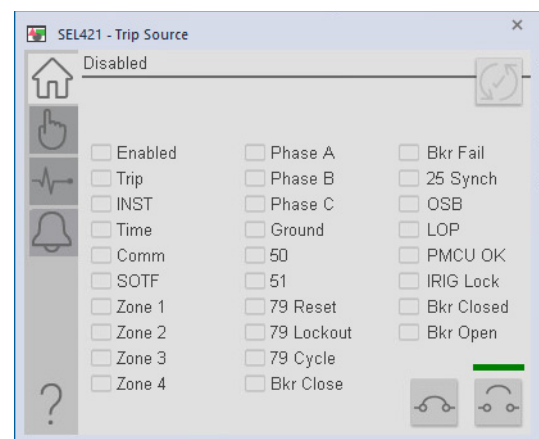 SEL421 - Trip Source
Disabled
Enabled
Trip
INST
Time
Comm
SOTF
Zone 1
Zone 2
Zone 3
Zone 4
Phase A
Phase B
Phase C
Ground
50
51
79 Reset
79 Lockout
79 Cycle
Bkr Close
Bkr Fail
25 Synch
OSB
LOP
PMCU OK
IRIG Lock
Bkr Closed
Bkr Open
?